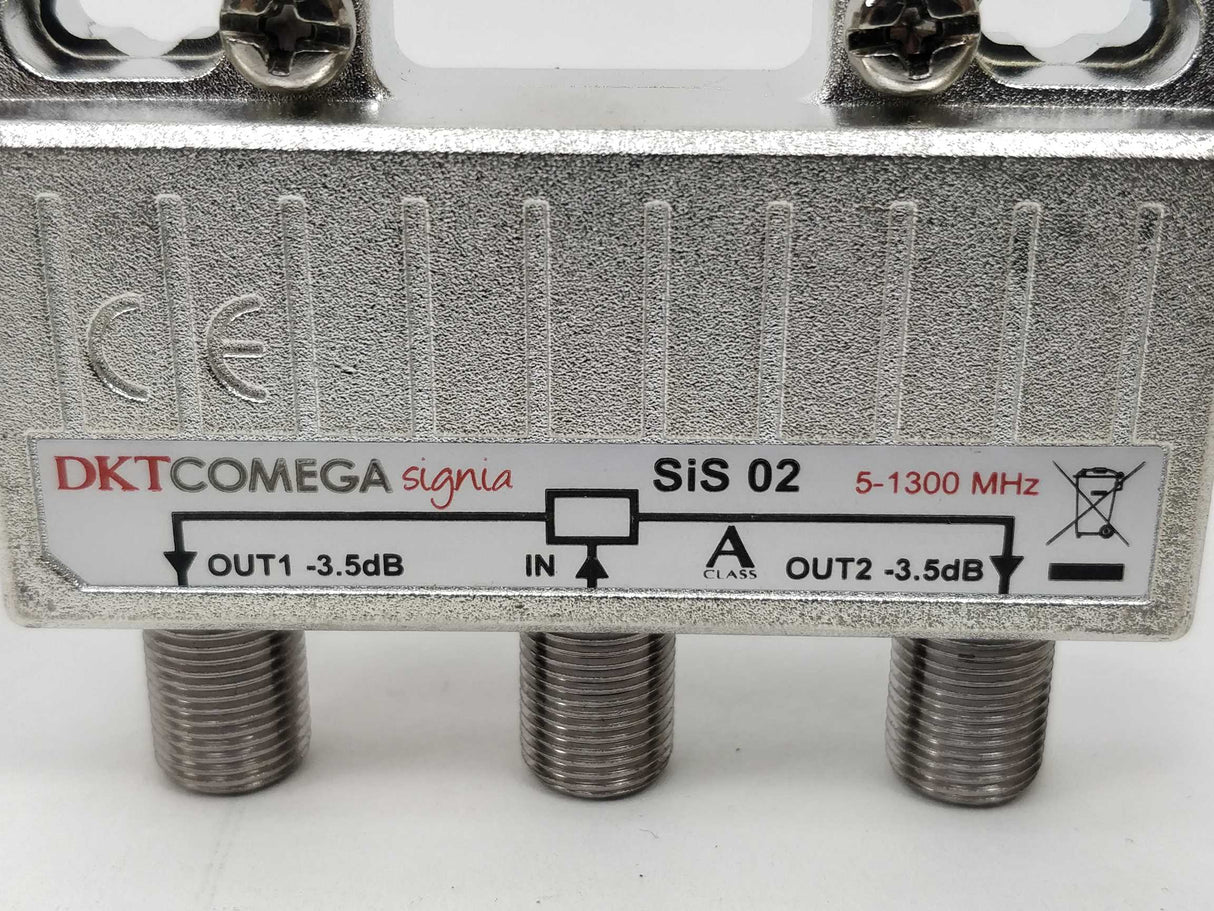 CE
DKTCOMEGA signia SiS 02 5-1300 MHz
OUT1 -3.5dB IN A CLASS OUT2 -3.5dB